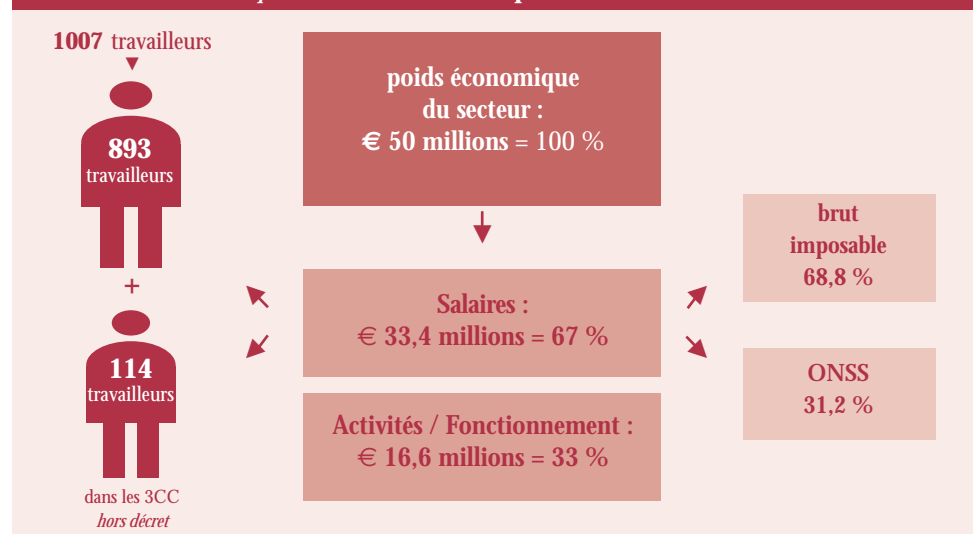 1007 travailleurs
893
travailleurs
+
114
travailleurs
dans les 3CC
hors décret
poids économique
du secteur :
€ 50 millions = 100 %
Salaires :
€ 33,4 millions = 67 %
Activités / Fonctionnement :
€ 16,6 millions = 33 %
brut
imposable
68,8 %
ONSS
31,2 %